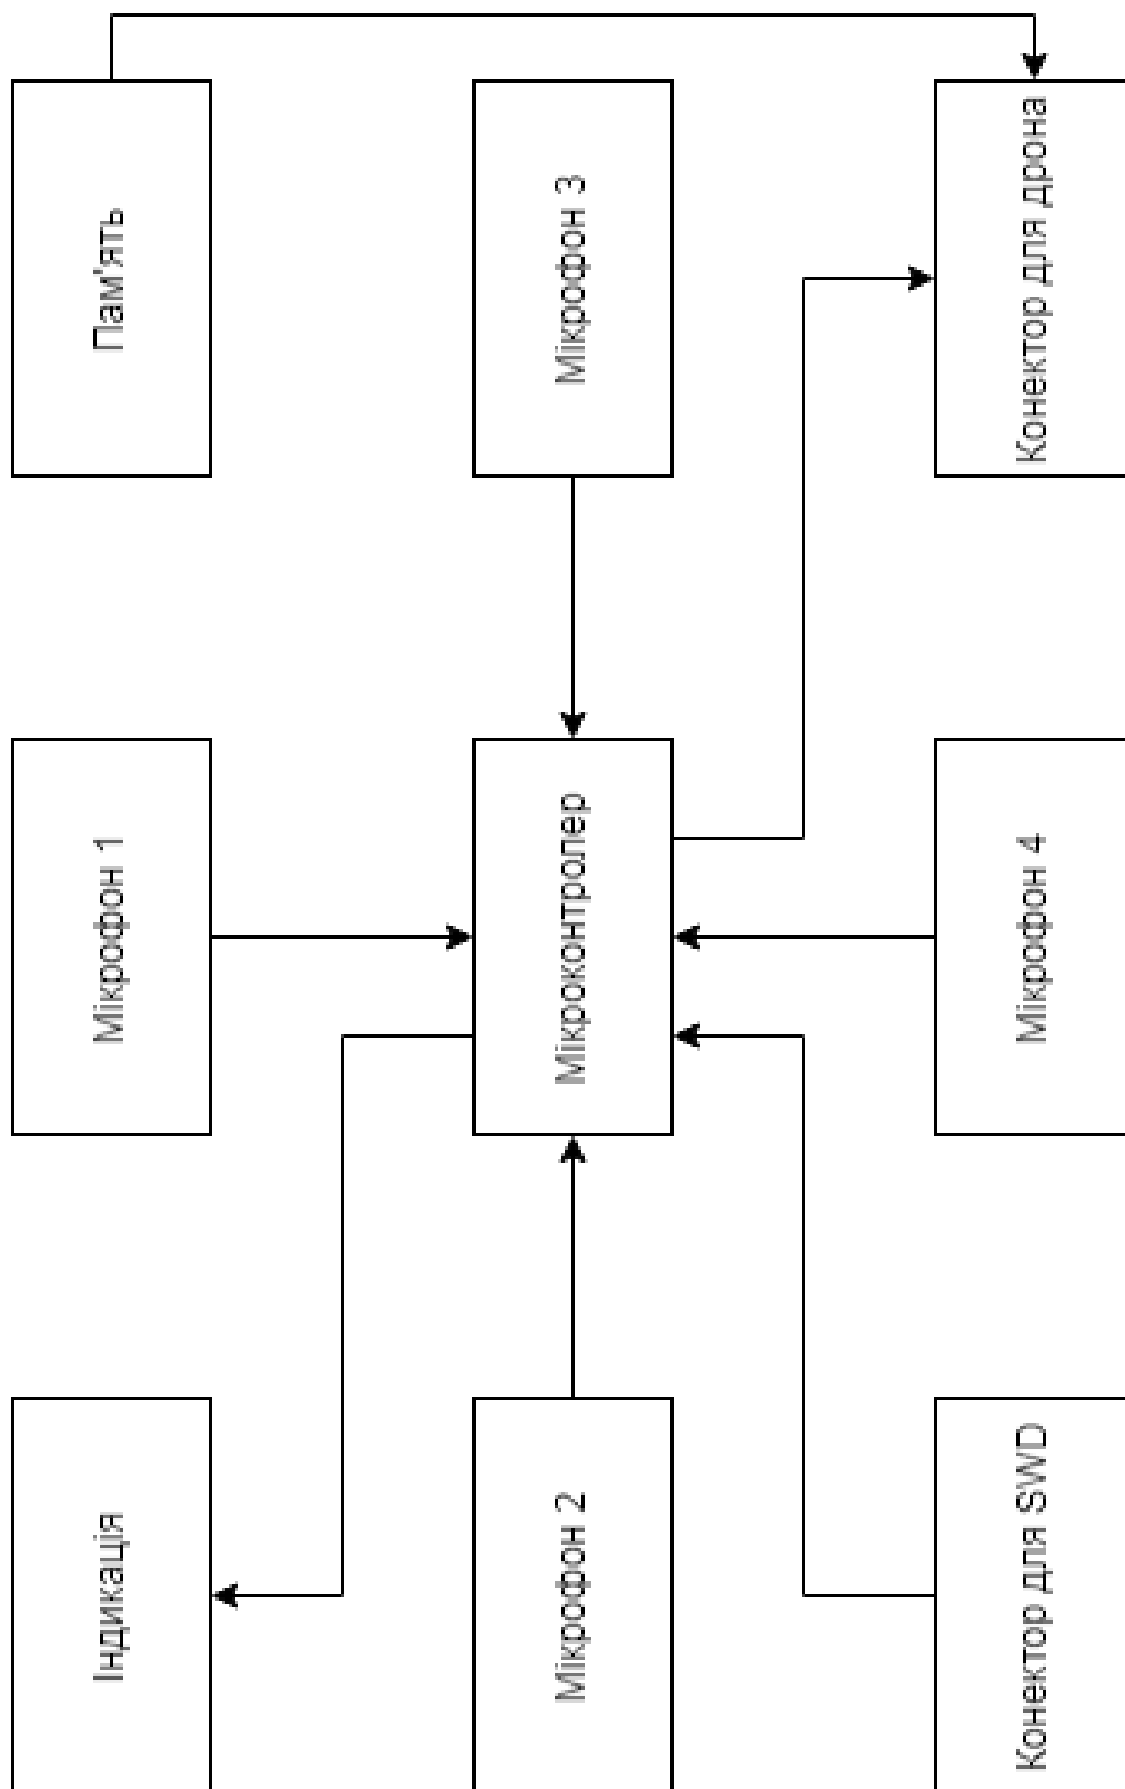 Індикація
Мікрофон 1
Пам'ять
Мікрофон 2
Мікроконтролер
Мікрофон 3
Конектор для SWD
Мікрофон 4
Конектор для дрона